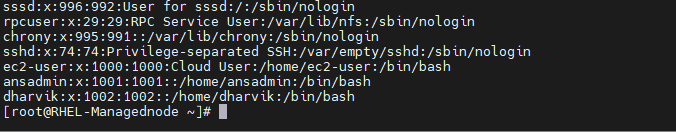 sssd:x:996:992:User for sssd:/:/sbin/nologin
rpcuser:x:29:29:RPC Service User:/var/lib/nfs:/sbin/nologin
chrony:x:995:991::/var/lib/chrony:/sbin/nologin
sshd:x:74:74:Privilege-separated SSH:/var/empty/sshd:/sbin/nologin
ec2-user:x:1000:1000:Cloud User:/home/ec2-user:/bin/bash
ansadmin:x:1001:1001::/home/ansadmin:/bin/bash
dharvik:x:1002:1002::/home/dharvik:/bin/bash
[root@RHEL-Managednode ~]#